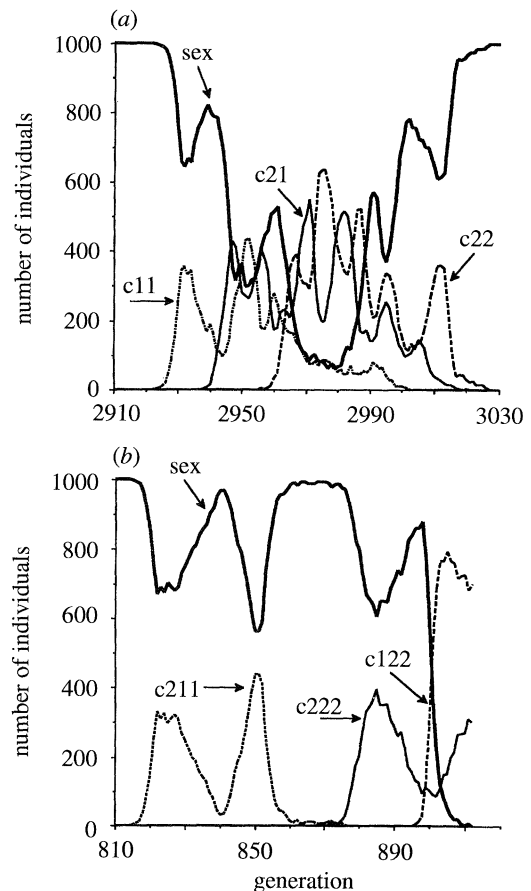 (a)
1000
sex
800
600
c21
400
c22
c11
200
0
2910
2950
2990
3030
number of individuals
(b)
sex
1000
800
600
c122
400
c211
c222
200
0
810
850
890
number of individuals
generation